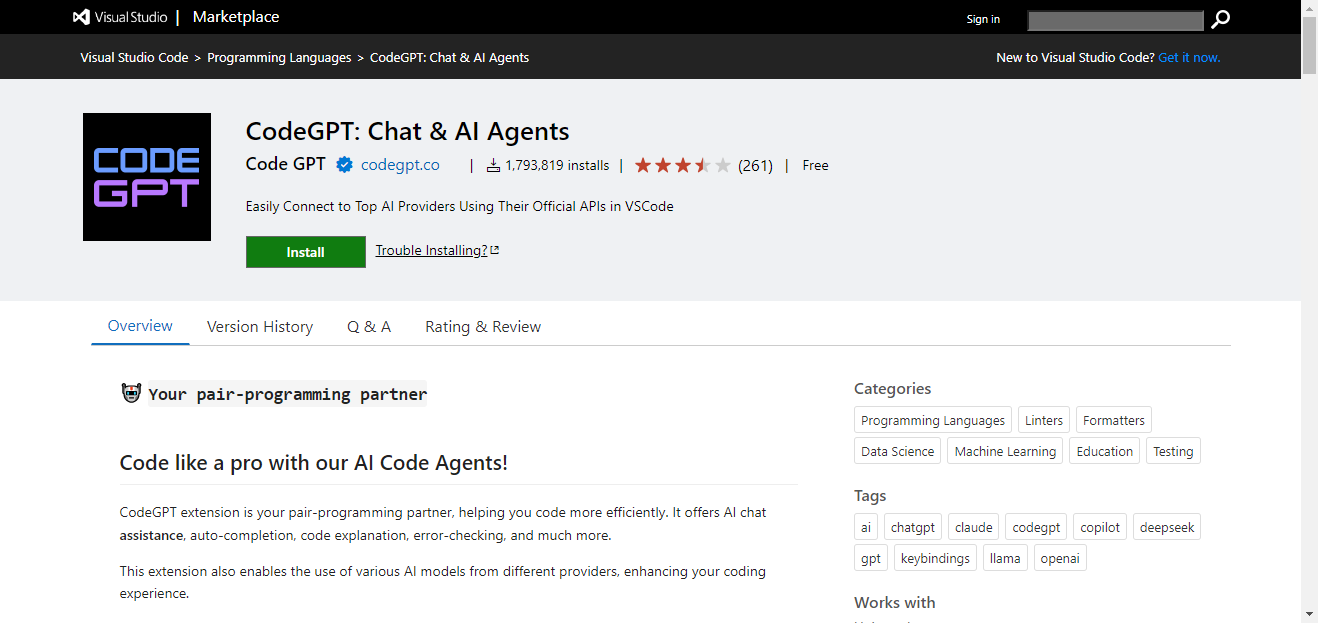 Visual Studio | Marketplace
Sign in
Visual Studio Code > Programming Languages > CodeGPT: Chat & AI Agents
New to Visual Studio Code? Get it now.
CODE
GPT
CodeGPT: Chat & AI Agents
Code GPT codegpt.co | 1,793,819 installs | (261) | Free
Easily Connect to Top AI Providers Using Their Official APIs in VSCode
Install
Trouble Installing?
Overview Version History Q & A Rating & Review
Your pair-programming partner
Code like a pro with our AI Code Agents!
CodeGPT extension is your pair-programming partner, helping you code more efficiently. It offers AI chat
assistance, auto-completion, code explanation, error-checking, and much more.
This extension also enables the use of various AI models from different providers, enhancing your coding
experience.
Categories
Programming Languages Linters Formatters
Data Science Machine Learning Education Testing
Tags
ai chatgpt claude codegpt copilot deepseek
gpt keybindings llama openai
Works with